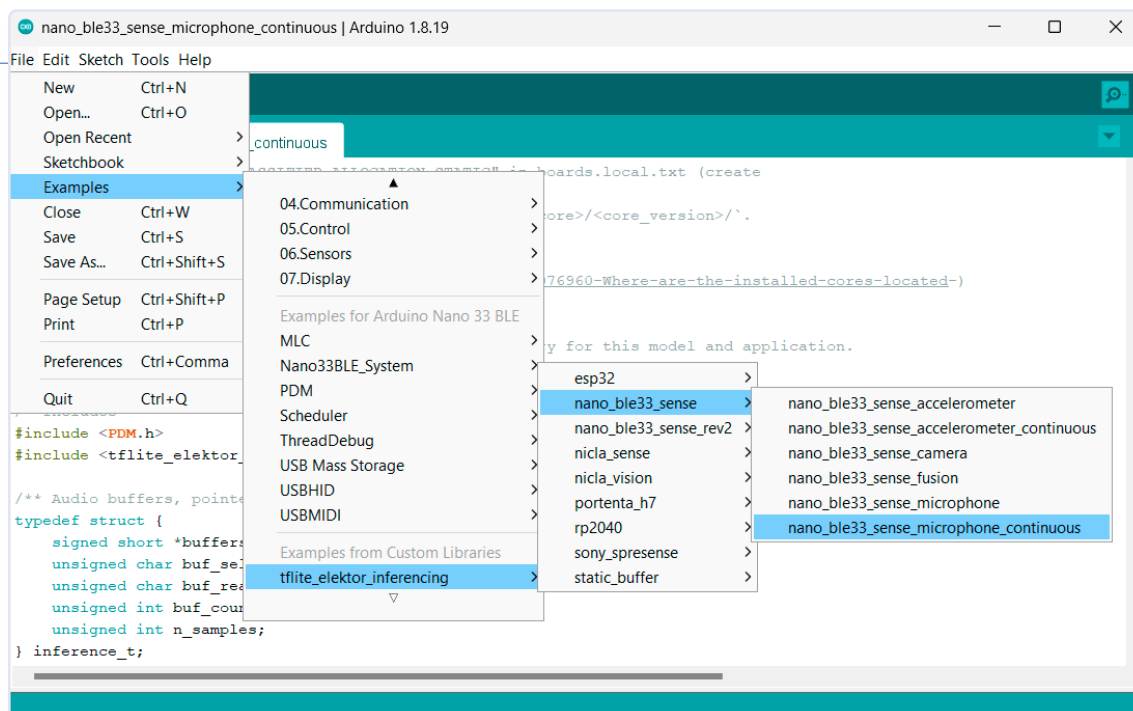 nano_ble33_sense_microphone_continuous | Arduino 1.8.19
File Edit Sketch Tools Help
New Ctrl+N
Open... Ctrl+O
Open Recent
Sketchbook
Examples
Close Ctrl+W
Save Ctrl+S
Save As... Ctrl+Shift+S
Page Setup Ctrl+Shift+P
Print Ctrl+P
Preferences Ctrl+Comma
Quit Ctrl+Q
04.Communication
05.Control
06.Sensors
07.Display
Examples for Arduino Nano 33 BLE
MLC
Nano33BLE_System
PDM
Scheduler
ThreadDebug
USB Mass Storage
USBHID
USBMIDI
Examples from Custom Libraries
tflite_elektor_inferencing
esp32
nano_ble33_sense
nano_ble33_sense_rev2
nicla_sense
nicla_vision
portenta_h7
rp2040
sony_spresense
static_buffer
nano_ble33_sense_accelerometer
nano_ble33_sense_accelerometer_continuous
nano_ble33_sense_camera
nano_ble33_sense_fusion
nano_ble33_sense_microphone
nano_ble33_sense_microphone_continuous
_continuous
boards.local.txt (create
core>/<core_version>/`.
076960-Where-are-the-installed-cores-located-)
y for this model and application.
#include <PDM.h>
#include <tflite_elektor_
/** Audio buffers, pointe
typedef struct {
signed short *buffers
unsigned char buf_sel
unsigned char buf_rea
unsigned int buf_coun
unsigned int n_samples;
} inference_t;